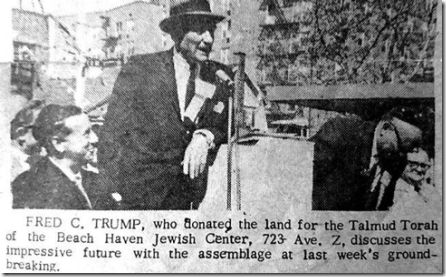 FRED C. TRUMP, who donated the land for the Talmud Torah
of the Beach Haven Jewish Center, 723 Ave. Z, discusses the
impressive future with the assemblage at last week's ground-
breaking.